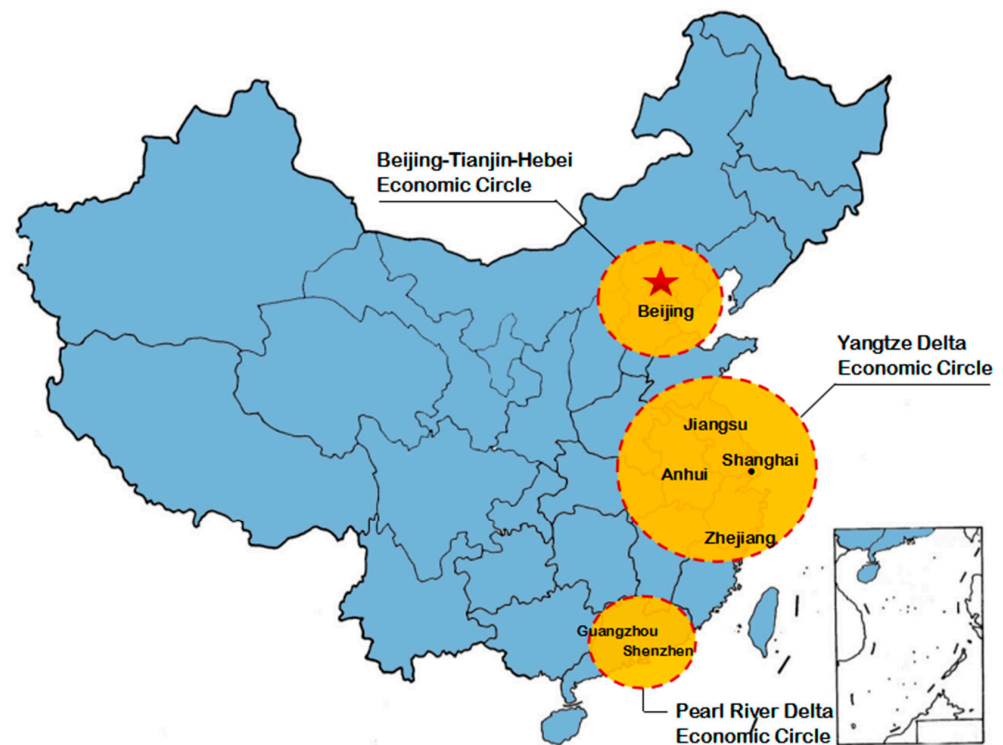 Beijing-Tianjin-Hebei
Economic Circle
Beijing
Yangtze Delta
Economic Circle
Jiangsu
Shanghai
Anhui
Zhejiang
Guangzhou
Shenzhen
Pearl River Delta
Economic Circle